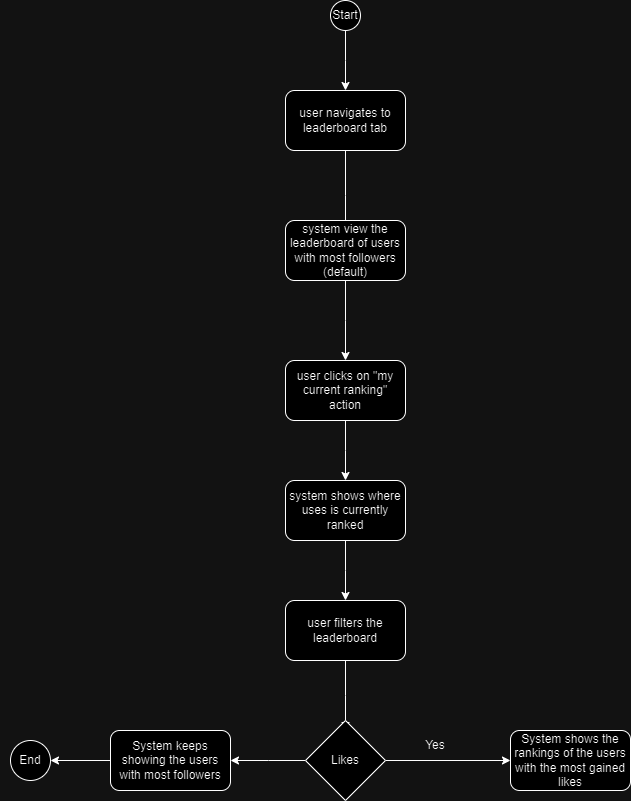 Start
user navigates to
leaderboard tab
system view the
leaderboard of users
with most followers
(default)
user clicks on "my
current ranking"
action
system shows where
uses is currently
ranked
user filters the
leaderboard
End
System keeps
showing the users
with most followers
Likes
Yes
System shows the
rankings of the users
with the most gained
likes